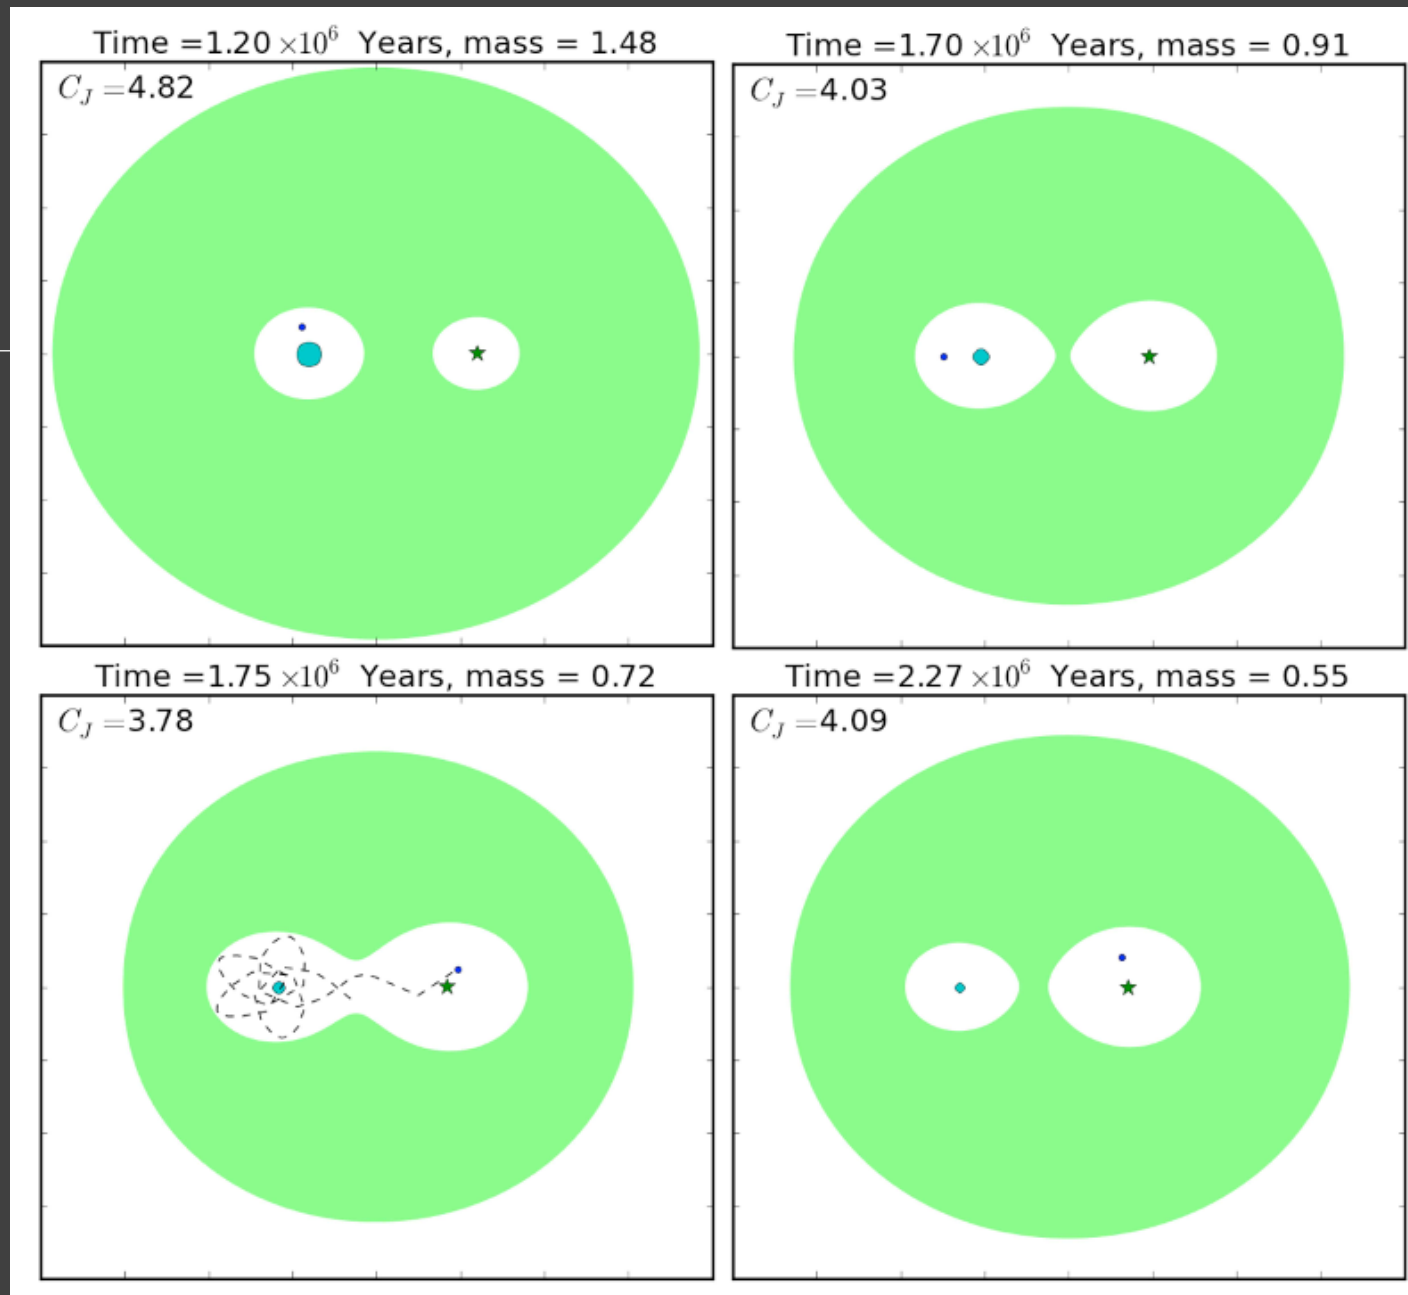 Time =1.20 ×10⁶ Years, mass = 1.48
C_J =4.82
Time =1.70 ×10⁶ Years, mass = 0.91
C_J =4.03
Time =1.75 ×10⁶ Years, mass = 0.72
C_J =3.78
Time =2.27 ×10⁶ Years, mass = 0.55
C_J =4.09